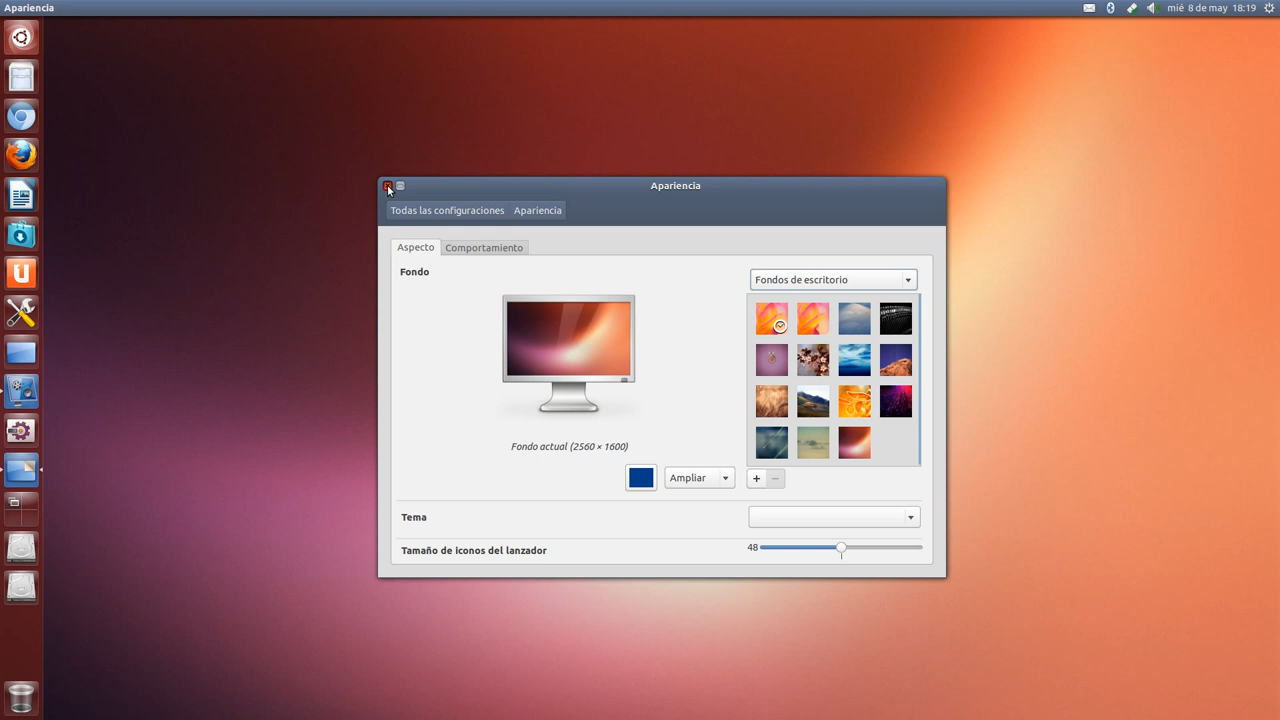 Apariencia
mié 8 de may 18:19
Apariencia
Todas las configuraciones Apariencia
Aspecto Comportamiento
Fondo
Fondos de escritorio
Fondo actual (2560 × 1600)
Ampliar
+ −
Tema
Tamaño de iconos del lanzador
48